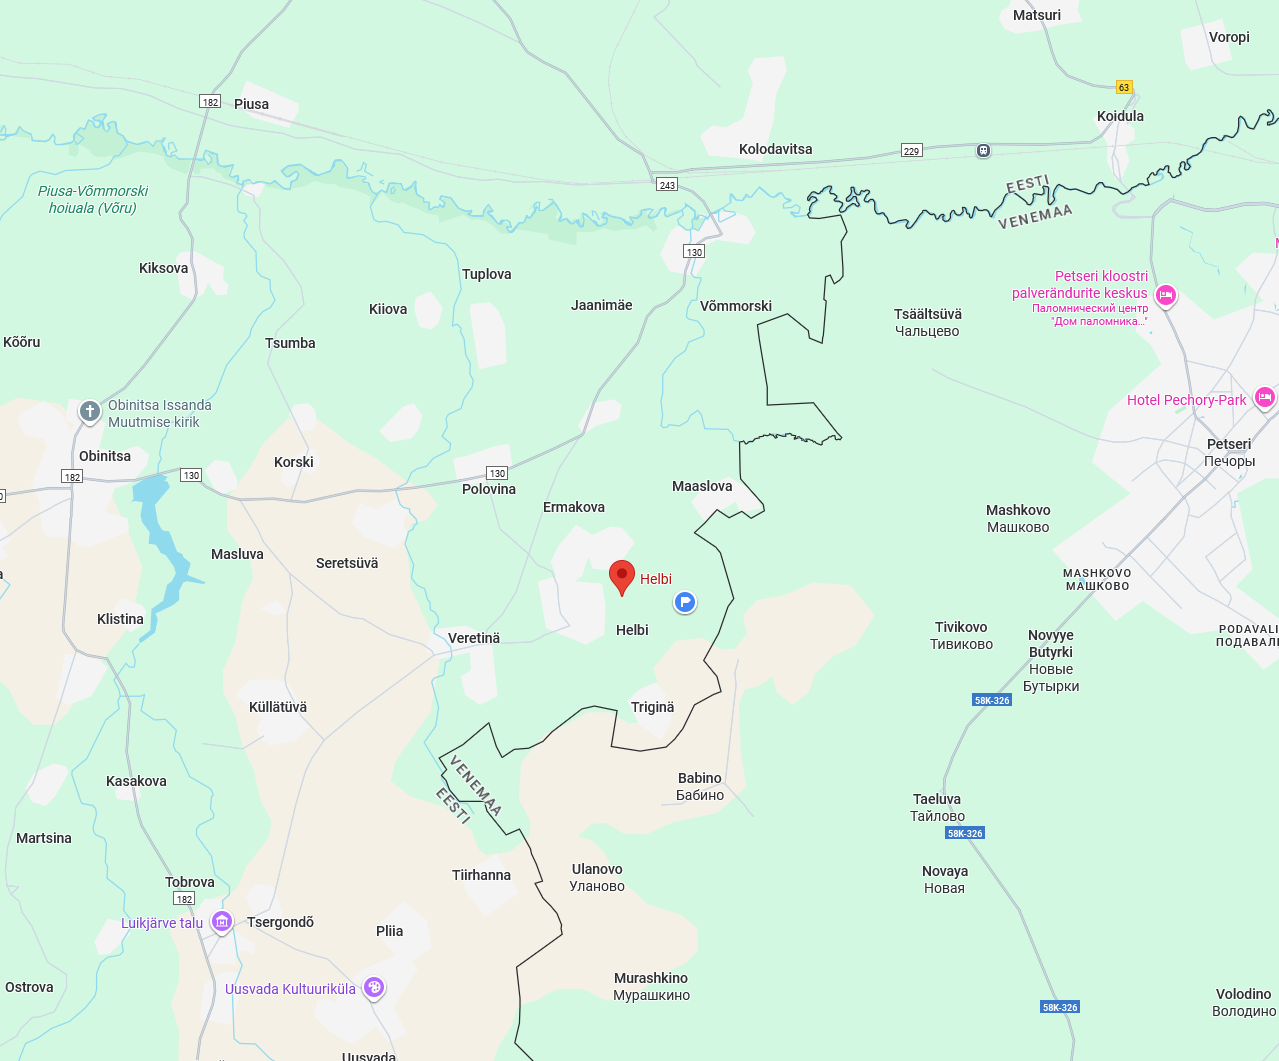 Matsuri
Voropi
63
182
Piusa
Koidula
Kolodavitsa
229
243
EESTI
VENEMAA
Piusa-Võmmorski
hoiuala (Võru)
130
Kiksova
Tuplova
Petseri kloostri
palverändurite keskus
Паломнический центр
"Дом паломника..."
Kiiova
Jaanimäe
Võmmorski
Tsäältsüvä
Чальцево
Kõõru
Tsumba
Obinitsa Issanda
Muutmise kirik
Hotel Pechory-Park
Obinitsa
Korski
Petseri
Печоры
182
130
130
Polovina
Maaslova
Ermakova
Mashkovo
Машково
Masluva
Seretsüvä
Helbi
MASHKOVO
МАШКОВО
Klistina
Veretinä
Helbi
Tivikovo
Тивиково
Novyye
Butyrki
Новые
Бутырки
PODAVALI
ПОДАВАЛИ
Küllätüvä
Triginä
58K-326
Kasakova
VENEMAA
EESTI
Babino
Бабино
Taeluva
Тайлово
58K-326
Martsina
Tobrova
182
Tiirhanna
Ulanovo
Уланово
Novaya
Новая
Luikjärve talu
Tsergondõ
Pliia
Ostrova
Uusvada Kultuuriküla
Murashkino
Мурашкино
58K-326
Volodino
Володино
Uusvada